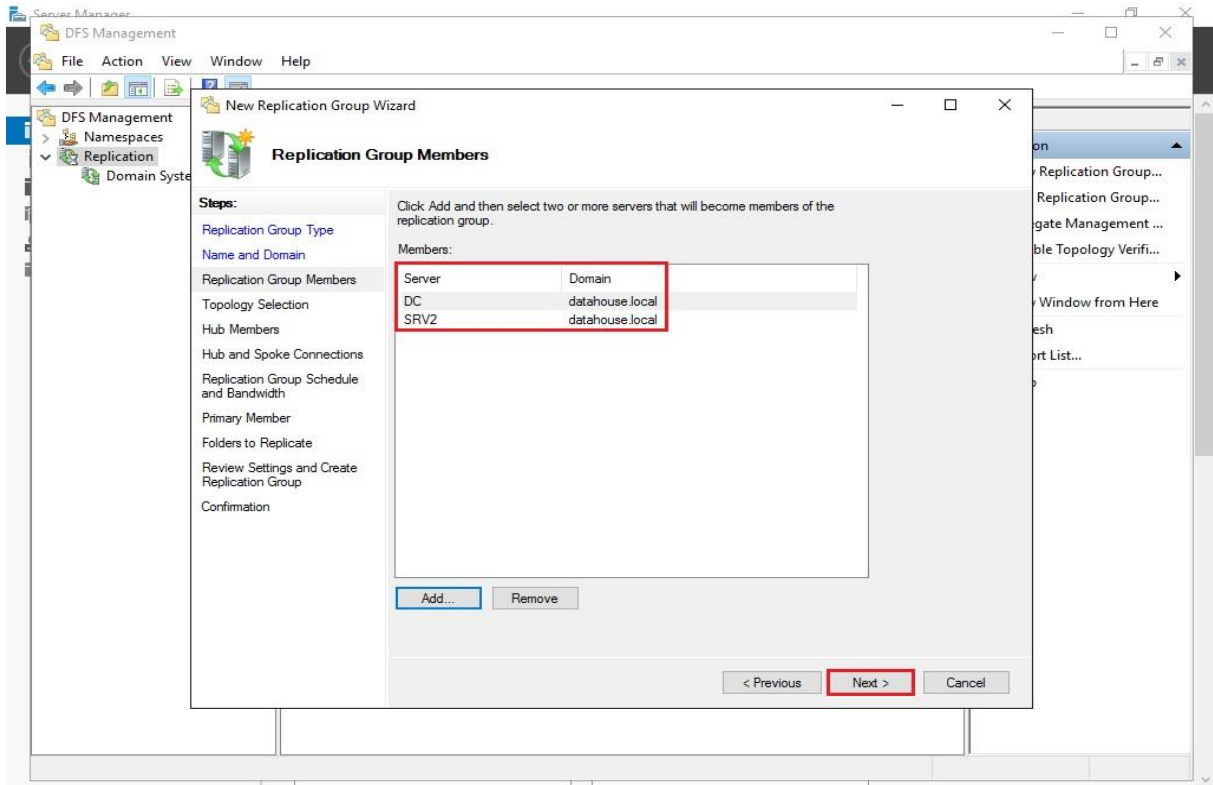 Server Manager
DFS Management
File Action View Window Help
DFS Management
Namespaces
Replication
Domain Syste
New Replication Group Wizard
Replication Group Members
Steps:
Replication Group Type
Name and Domain
Replication Group Members
Topology Selection
Hub Members
Hub and Spoke Connections
Replication Group Schedule
and Bandwidth
Primary Member
Folders to Replicate
Review Settings and Create
Replication Group
Confirmation
Click Add and then select two or more servers that will become members of the
replication group.
Members:
Server Domain
DC datahouse.local
SRV2 datahouse.local
Add... Remove
< Previous Next > Cancel
on
Replication Group...
Replication Group...
gate Management ...
ble Topology Verifi...
Window from Here
esh
ort List...